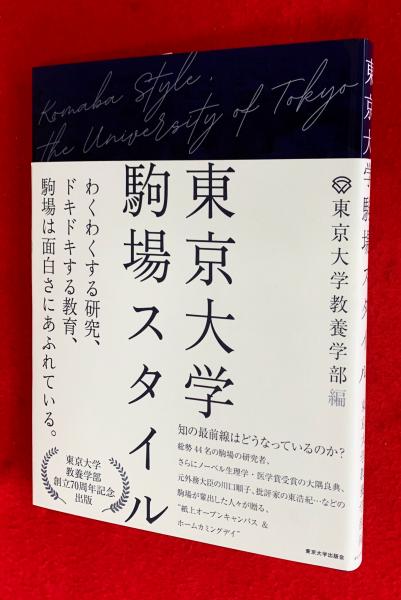 Komaba Style,
the University of Tokyo
東京大学
駒場スタイル
東京大学教養学部 編
わくわくする研究、
ドキドキする教育、
駒場は面白さにあふれている。
知の最前線はどうなっているのか？
総勢44名の駒場の研究者、
さらにノーベル生理学・医学賞受賞の大隅良典、
元外務大臣の川口順子、批評家の東浩紀…などの
駒場が輩出した人々が贈る、
“紙上オープンキャンパス &
ホームカミングデイ”
東京大学
教養学部
創立70周年記念
出版
東京大学出版会
東京大学駒場スタイル